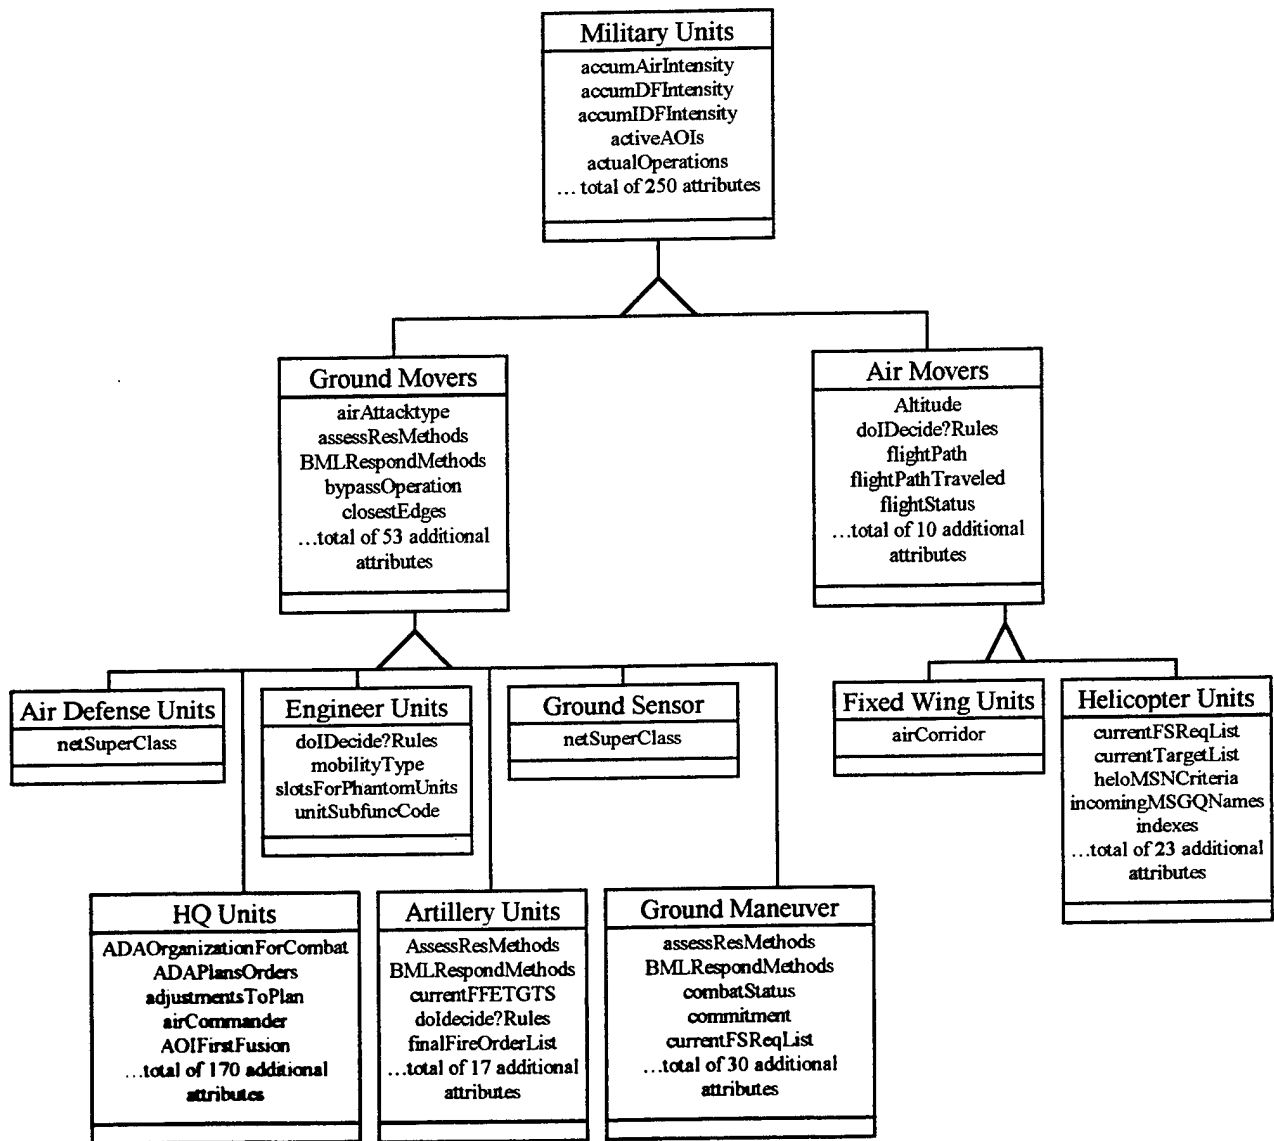 Military Units
accumAirIntensity
accumDFIntensity
accumIDFIntensity
activeAOIs
actualOperations
... total of 250 attributes
Ground Movers
airAttacktype
assessResMethods
BMLRespondMethods
bypassOperation
closestEdges
...total of 53 additional
attributes
Air Movers
Altitude
doIDecide?Rules
flightPath
flightPathTraveled
flightStatus
...total of 10 additional
attributes
Air Defense Units
netSuperClass
Engineer Units
doIDecide?Rules
mobilityType
slotsForPhantomUnits
unitSubfuncCode
Ground Sensor
netSuperClass
Fixed Wing Units
airCorridor
Helicopter Units
currentFSReqList
currentTargetList
heloMSNCriteria
incomingMSGQNames
indexes
...total of 23 additional
attributes
HQ Units
ADAOrganizationForCombat
ADAPlansOrders
adjustmentsToPlan
airCommander
AOIFirstFusion
...total of 170 additional
attributes
Artillery Units
AssessResMethods
BMLRespondMethods
currentFFETGTS
doIdecide?Rules
finalFireOrderList
...total of 17 additional
attributes
Ground Maneuver
assessResMethods
BMLRespondMethods
combatStatus
commitment
currentFSReqList
...total of 30 additional
attributes